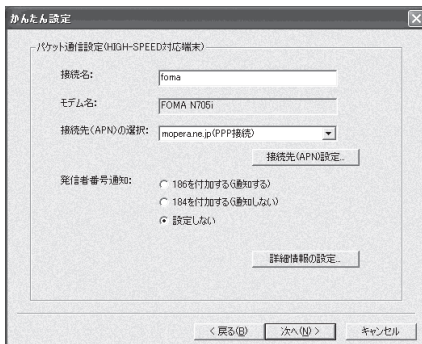 かんたん設定
パケット通信設定(HIGH-SPEED対応端末)
接続名:
foma
モデム名:
FOMA N705i
接続先(APN)の選択:
mopera.ne.jp(PPP接続)
接続先(APN)設定...
発信者番号通知:
186を付加する(通知する)
184を付加する(通知しない)
設定しない
詳細情報の設定...
< 戻る(B)
次へ(N) >
キャンセル